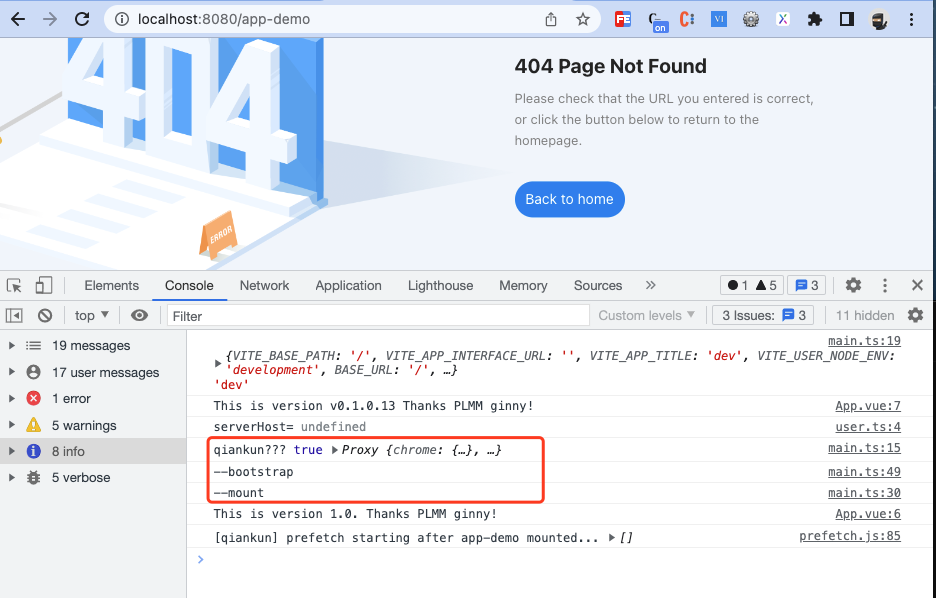 localhost:8080/app-demo
on
VI
404
ERROR
404 Page Not Found
Please check that the URL you entered is correct,
or click the button below to return to the
homepage.
Back to home
Elements Console Network Application Lighthouse Memory Sources » 1 5 3
top Filter Custom levels 3 Issues: 3 11 hidden
19 messages
17 user messages
1 error
5 warnings
8 info
5 verbose
main.ts:19
{VITE_BASE_PATH: '/', VITE_APP_INTERFACE_URL: '', VITE_APP_TITLE: 'dev', VITE_USER_NODE_ENV:
'development', BASE_URL: '/', …}
'dev'
This is version v0.1.0.13 Thanks PLMM ginny! App.vue:7
serverHost= undefined user.ts:4
qiankun??? true Proxy {chrome: {…}, …} main.ts:15
--bootstrap main.ts:49
--mount main.ts:30
This is version 1.0. Thanks PLMM ginny! App.vue:6
[qiankun] prefetch starting after app-demo mounted... [] prefetch.js:85